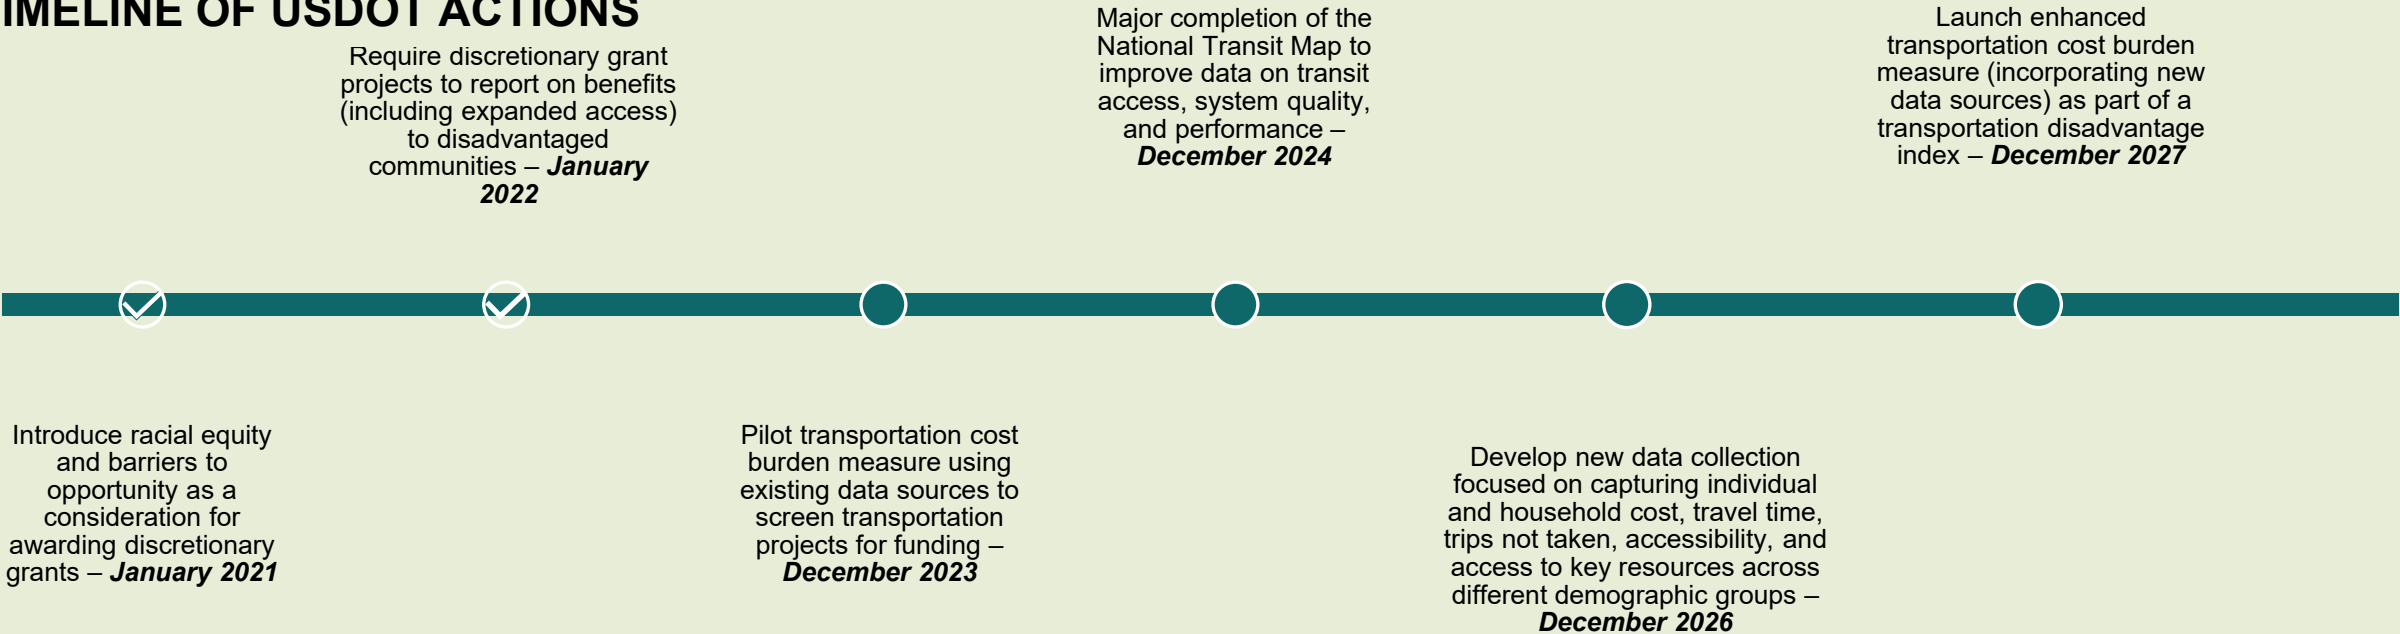 IMELINE OF USDOT ACTIONS
Require discretionary grant
projects to report on benefits
(including expanded access)
to disadvantaged
communities – January
2022
Major completion of the
National Transit Map to
improve data on transit
access, system quality,
and performance –
December 2024
Launch enhanced
transportation cost burden
measure (incorporating new
data sources) as part of a
transportation disadvantage
index – December 2027
Introduce racial equity
and barriers to
opportunity as a
consideration for
awarding discretionary
grants – January 2021
Pilot transportation cost
burden measure using
existing data sources to
screen transportation
projects for funding –
December 2023
Develop new data collection
focused on capturing individual
and household cost, travel time,
trips not taken, accessibility, and
access to key resources across
different demographic groups –
December 2026